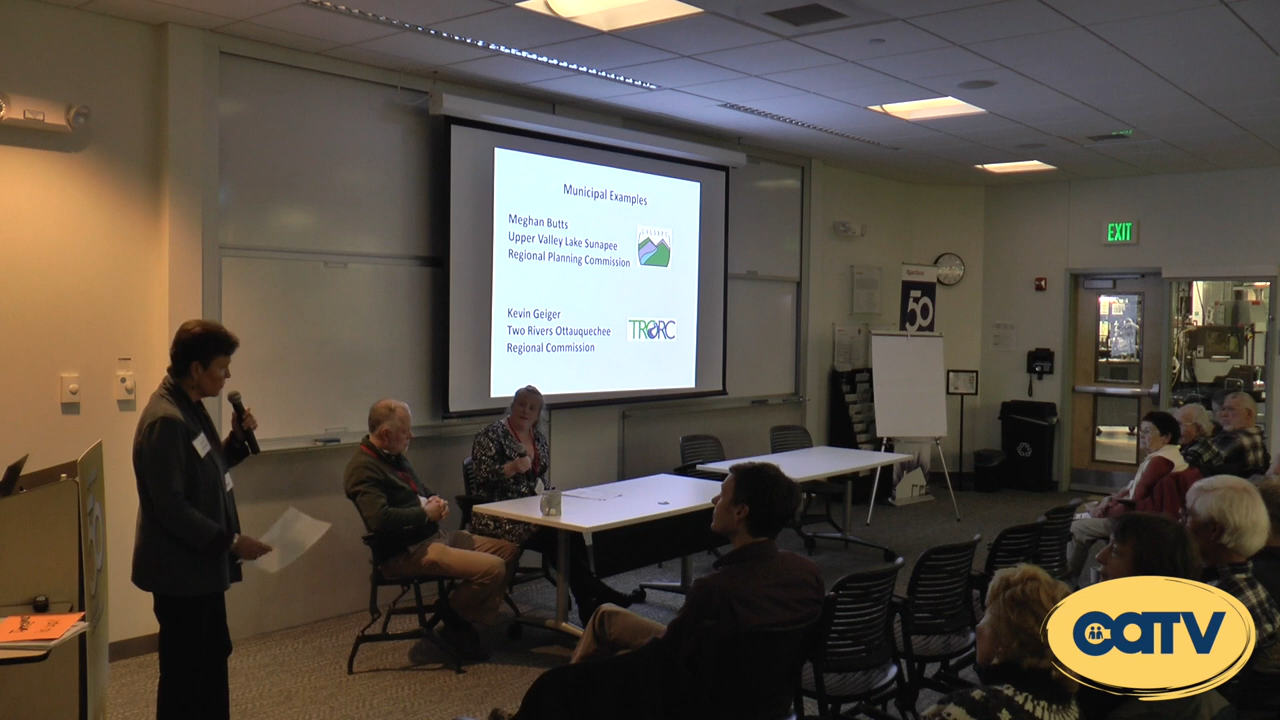 Municipal Examples
Meghan Butts
Upper Valley Lake Sunapee
Regional Planning Commission
Kevin Geiger
Two Rivers Ottauquechee
Regional Commission
TRORC
EXIT
50
50
CATV